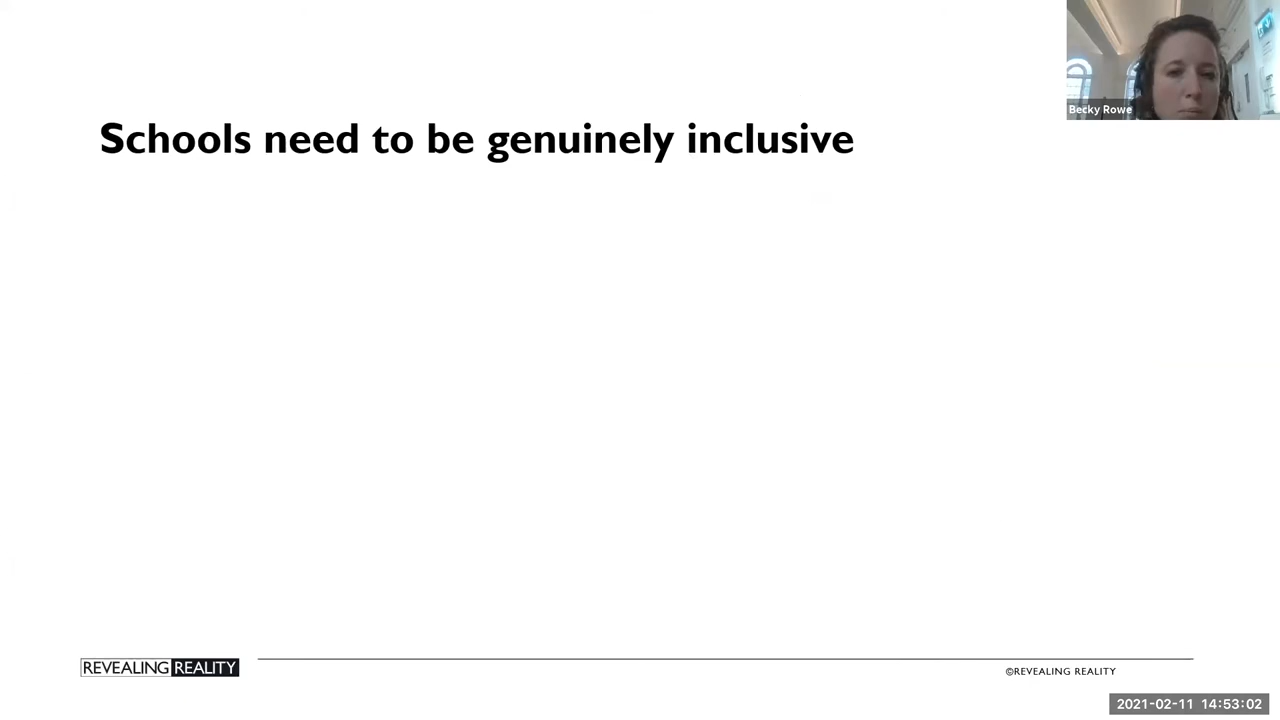 Becky Rowe
Schools need to be genuinely inclusive
REVEALING REALITY
©REVEALING REALITY
2021-02-11 14:53:02